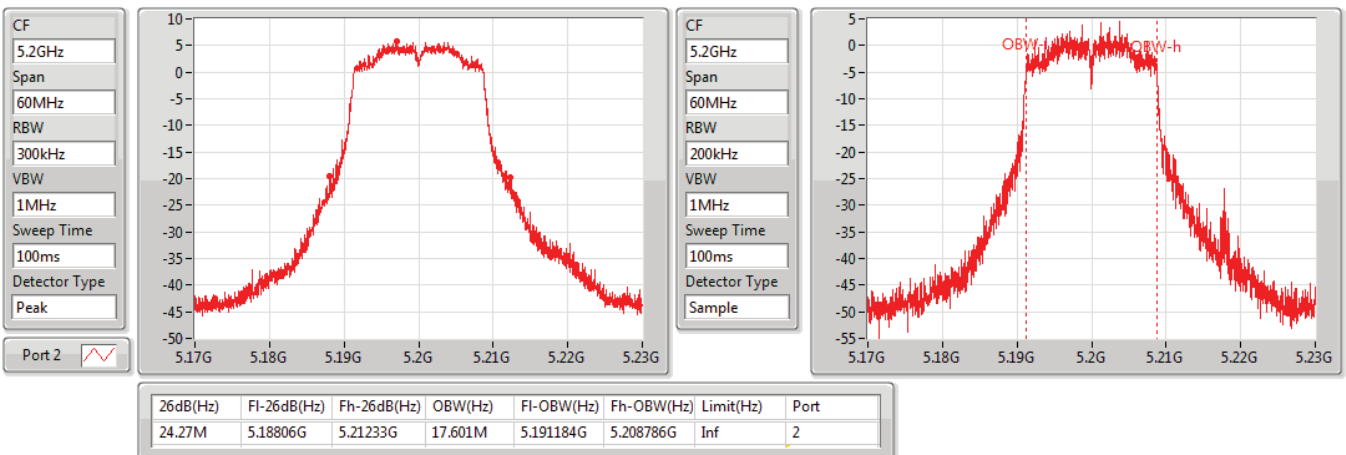 CF
5.2GHz
Span
60MHz
RBW
300kHz
VBW
1MHz
Sweep Time
100ms
Detector Type
Peak
Port 2
10
5
0
-5
-10
-15
-20
-25
-30
-35
-40
-45
-50
5.17G 5.18G 5.19G 5.2G 5.21G 5.22G 5.23G
CF
5.2GHz
Span
60MHz
RBW
200kHz
VBW
1MHz
Sweep Time
100ms
Detector Type
Sample
5
0
-5
-10
-15
-20
-25
-30
-35
-40
-45
-50
-55
OBW-h
5.17G 5.18G 5.19G 5.2G 5.21G 5.22G 5.23G
26dB(Hz) Fl-26dB(Hz) Fh-26dB(Hz) OBW(Hz) Fl-OBW(Hz) Fh-OBW(Hz) Limit(Hz) Port
24.27M 5.18806G 5.21233G 17.601M 5.191184G 5.208786G Inf 2